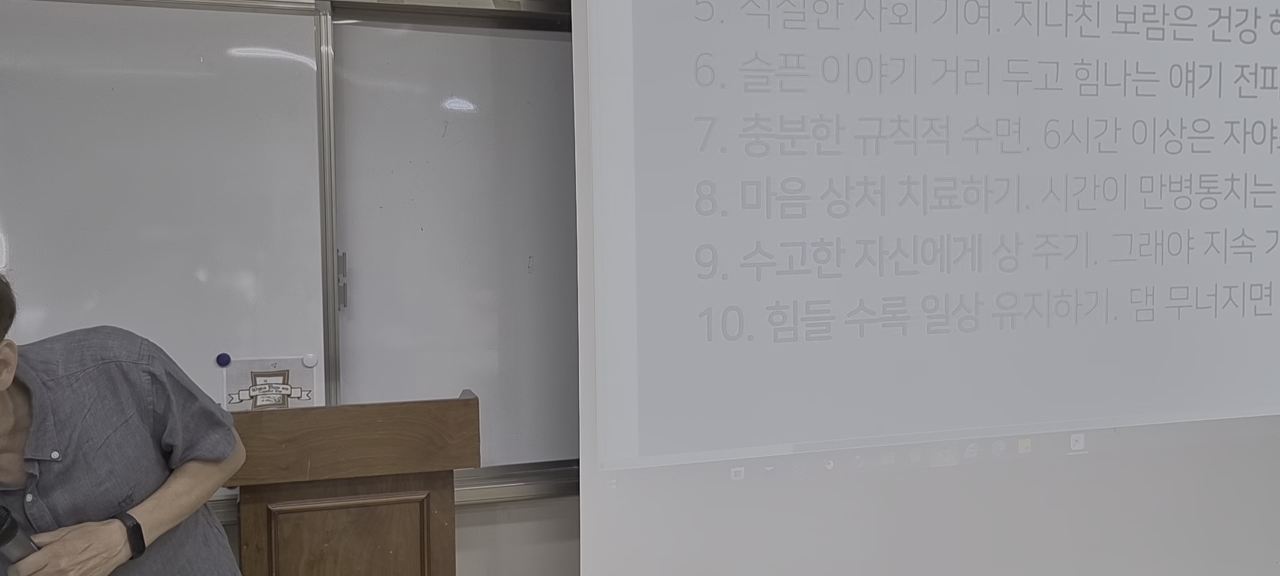 5. 적절한 사회 기여. 지나친 보람은 건강
6. 슬픈 이야기 거리 두고 힘나는 얘기 전파
7. 충분한 규칙적 수면. 6시간 이상은 자야
8. 마음 상처 치료하기. 시간이 만병통치는
9. 수고한 자신에게 상 주기. 그래야 지속
10. 힘들 수록 일상 유지하기. 댐 무너지면